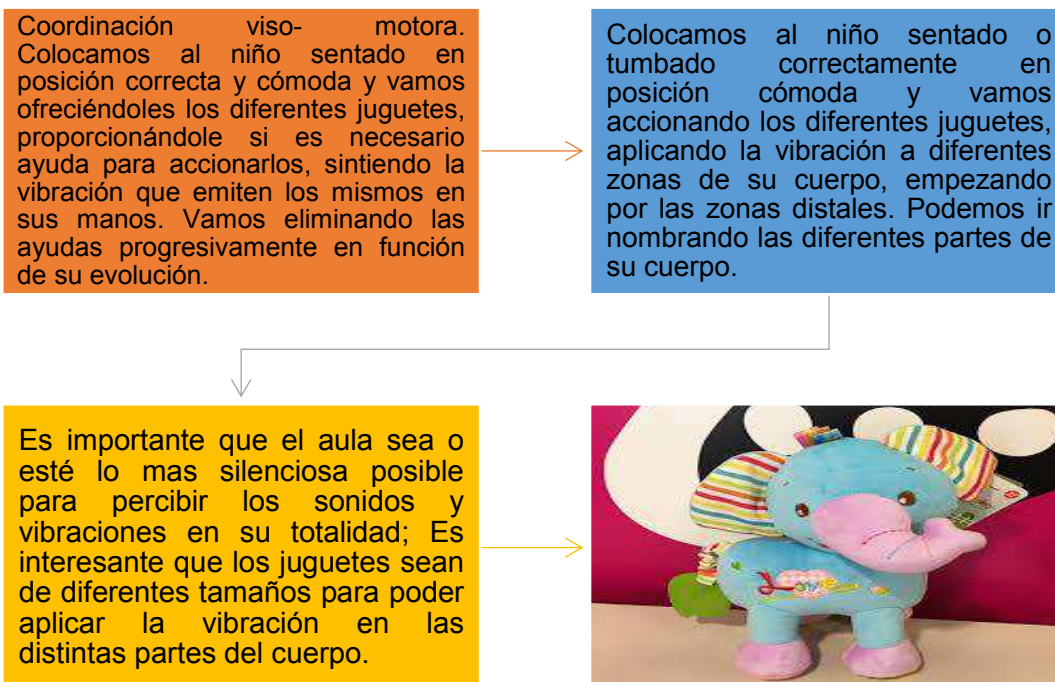 Coordinación viso- motora.
Colocamos al niño sentado en
posición correcta y cómoda y vamos
ofreciéndoles los diferentes juguetes,
proporcionándole si es necesario
ayuda para accionarlos, sintiendo la
vibración que emiten los mismos en
sus manos. Vamos eliminando las
ayudas progresivamente en función
de su evolución.
Colocamos al niño sentado o
tumbado correctamente en
posición cómoda y vamos
accionando los diferentes juguetes,
aplicando la vibración a diferentes
zonas de su cuerpo, empezando
por las zonas distales. Podemos ir
nombrando las diferentes partes de
su cuerpo.
Es importante que el aula sea o
esté lo mas silenciosa posible
para percibir los sonidos y
vibraciones en su totalidad; Es
interesante que los juguetes sean
de diferentes tamaños para poder
aplicar la vibración en las
distintas partes del cuerpo.